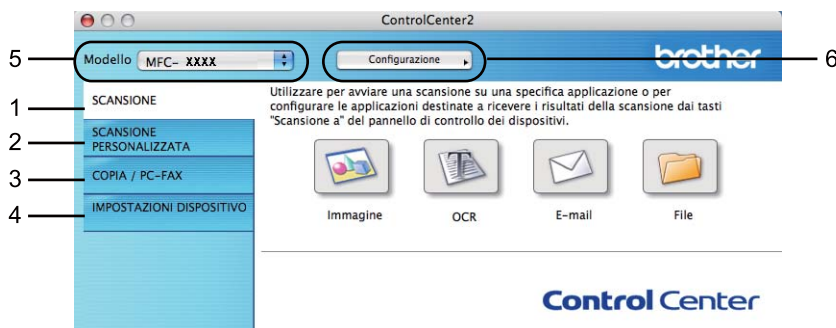 ControlCenter2
5
Modello MFC- XXXX
Configurazione
brother
6
1
SCANSIONE
2
SCANSIONE
PERSONALIZZATA
3
COPIA / PC-FAX
4
IMPOSTAZIONI DISPOSITIVO
Utilizzare per avviare una scansione su una specifica applicazione o per
configurare le applicazioni destinate a ricevere i risultati della scansione dai tasti
"Scansione a" del pannello di controllo dei dispositivi.
Immagine
OCR
E-mail
File
Control Center